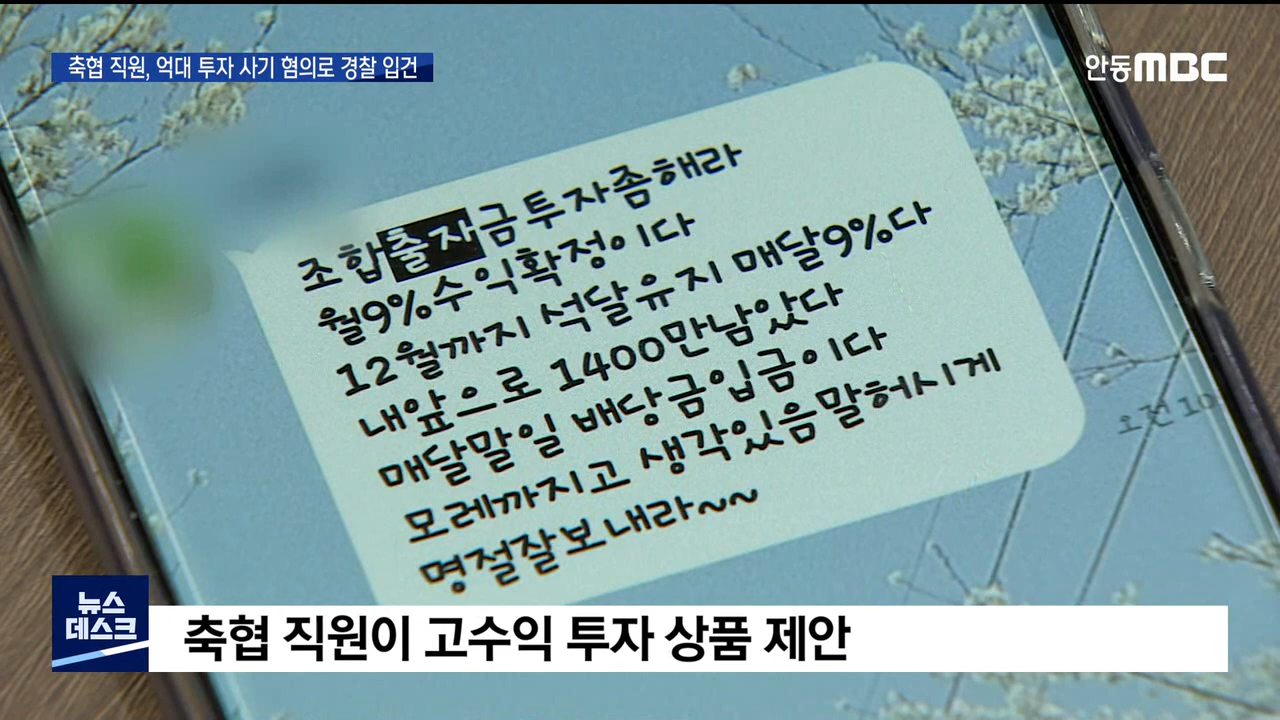 축협 직원, 억대 투자 사기 혐의로 경찰 입건
안동MBC
조합출자금투자좀해라
월9%수익확정이다
12월까지 석달유지 매달9%다
내앞으로 1400만남았다
매달말일 배당금입금이다
모레까지고 생각있음말허시게
명절잘보내라~~
오전 10
뉴스
데스크
축협 직원이 고수익 투자 상품 제안